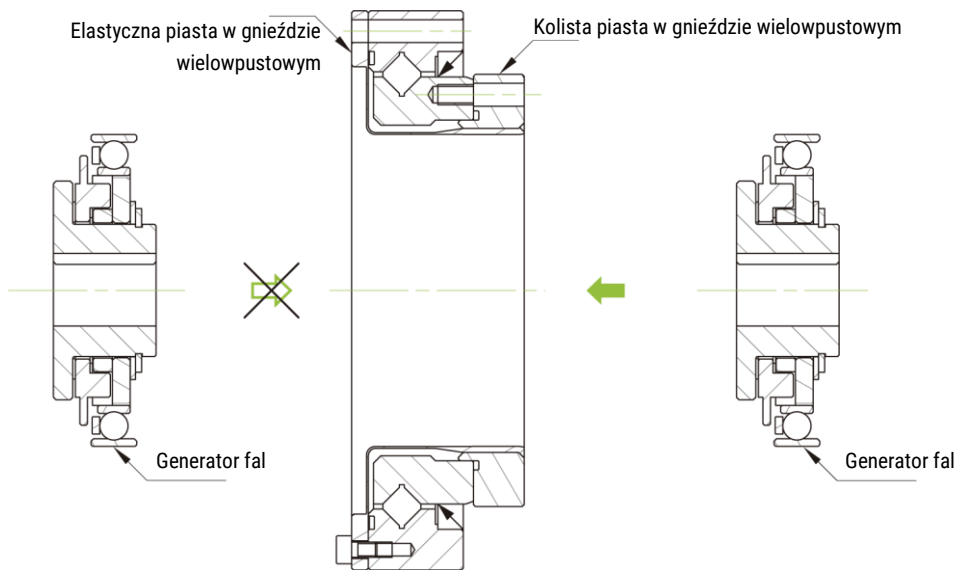 Elastyczna piasta w gnieździe
wielowpustowym
Kolista piasta w gnieździe wielowpustowym
Generator fal
Generator fal